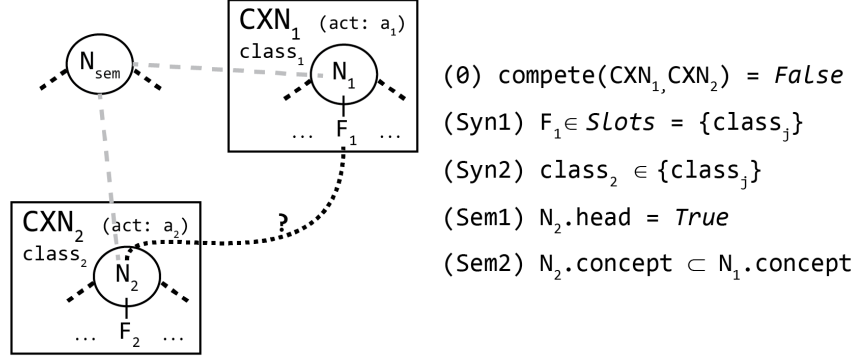 CXN₁ (act: a₁)
class₁
N_sem
N₁
... F₁ ...
?
CXN₂ (act: a₂)
class₂
N₂
... F₂ ...
(0) compete(CXN₁,CXN₂) = False
(Syn1) F₁∈ Slots = {classⱼ}
(Syn2) class₂ ∈ {classⱼ}
(Sem1) N₂.head = True
(Sem2) N₂.concept ⊂ N₁.concept